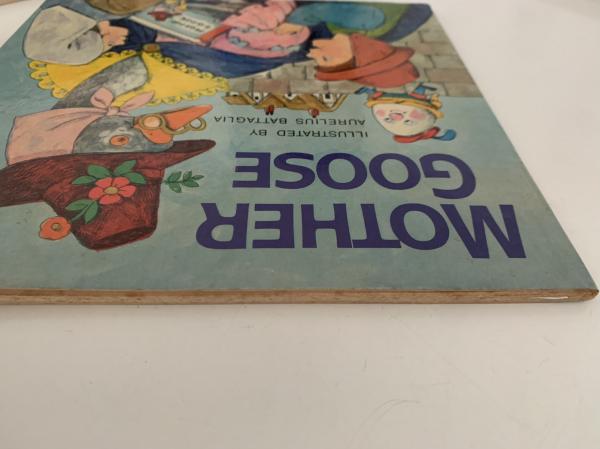 MOTHER
GOOSE
ILLUSTRATED BY
AURELIUS BATTAGLIA